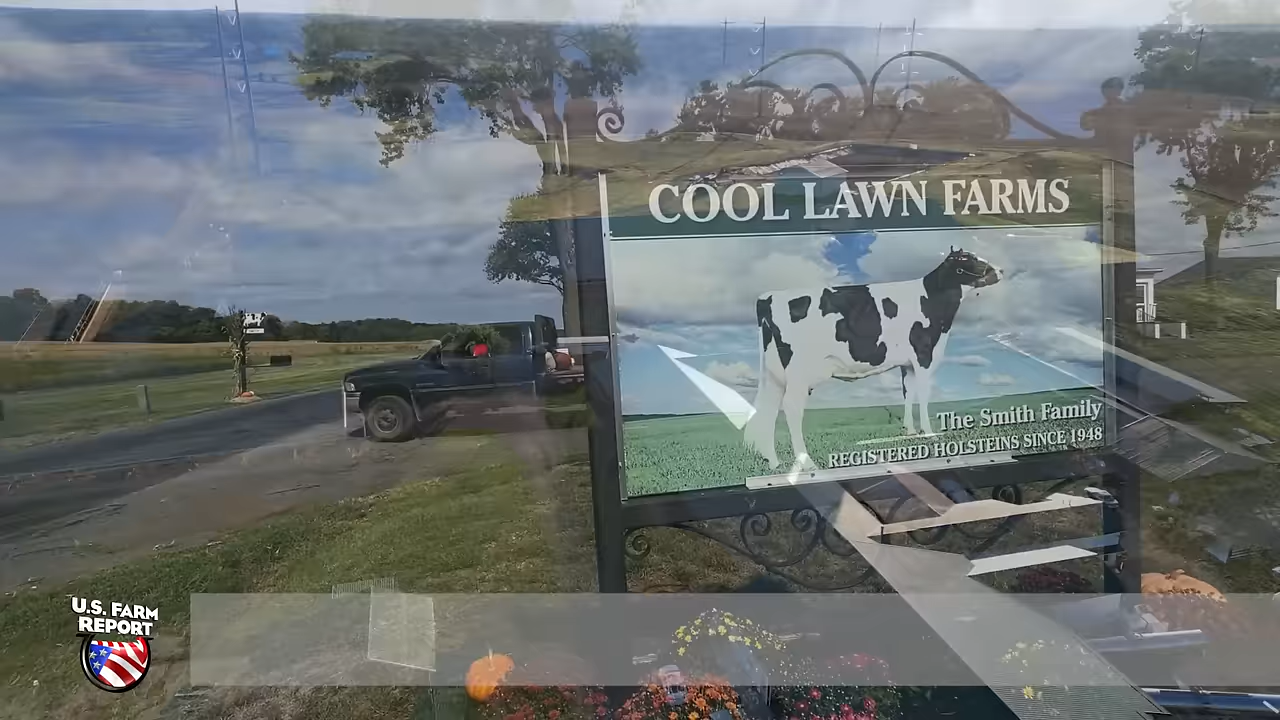 COOL LAWN FARMS
The Smith Family
REGISTERED HOLSTEINS SINCE 1948
U.S. FARM
REPORT